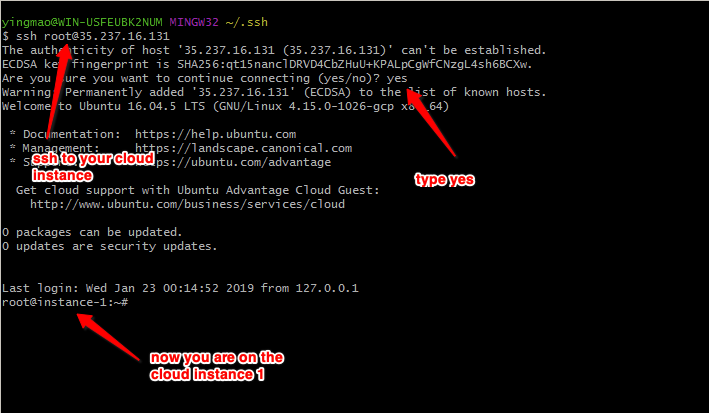 yingmao@WIN-USFEUBK2NUM MINGW32 ~/.ssh
$ ssh root@35.237.16.131
The authenticity of host '35.237.16.131 (35.237.16.131)' can't be established.
ECDSA key fingerprint is SHA256:qt15nanclDRVD4CbZHuU+KPALpCgWfCNzgL4sh6BCXw.
Are you sure you want to continue connecting (yes/no)? yes
Warning: Permanently added '35.237.16.131' (ECDSA) to the list of known hosts.
Welcome to Ubuntu 16.04.5 LTS (GNU/Linux 4.15.0-1026-gcp x86_64)
* Documentation: https://help.ubuntu.com
* Management: https://landscape.canonical.com
* Support: https://ubuntu.com/advantage
ssh to your cloud
instance
type yes
Get cloud support with Ubuntu Advantage Cloud Guest:
http://www.ubuntu.com/business/services/cloud
0 packages can be updated.
0 updates are security updates.
Last login: Wed Jan 23 00:14:52 2019 from 127.0.0.1
root@instance-1:~#
now you are on the
cloud instance 1